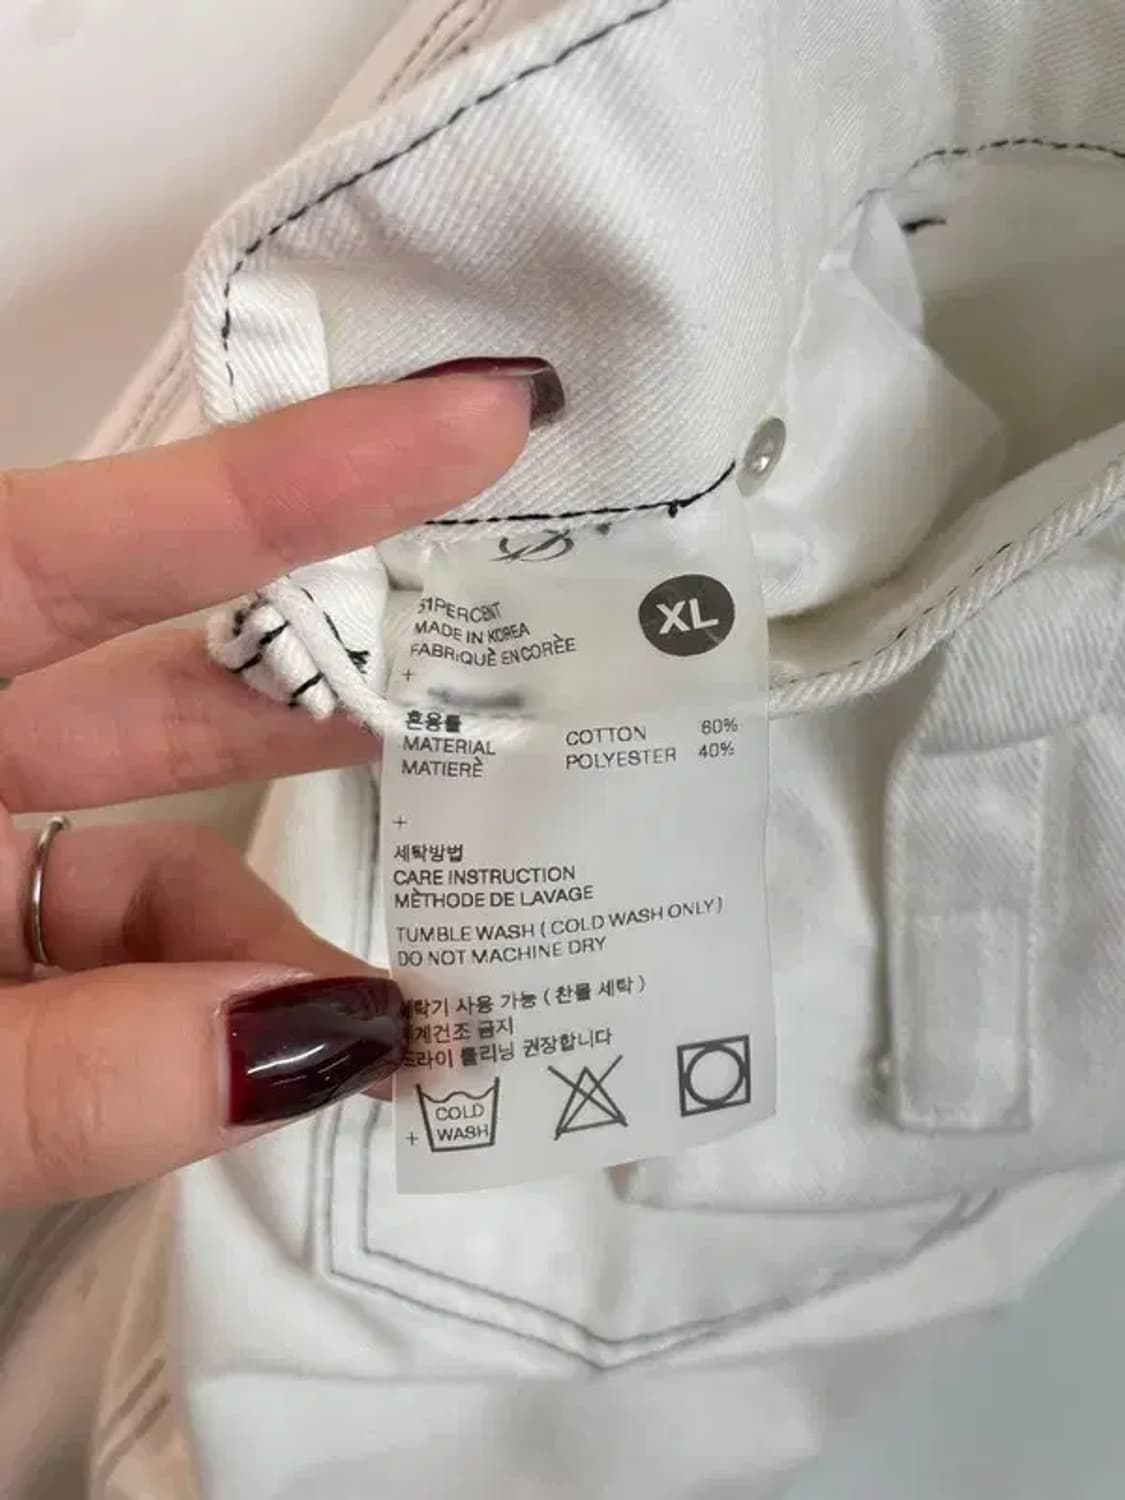 51PERCENT
MADE IN KOREA
FABRIQUÈ EN CORÈE
XL
+
혼용률
MATERIAL
MATIERÈ
COTTON 60%
POLYESTER 40%
+
세탁방법
CARE INSTRUCTION
MÈTHODE DE LAVAGE
TUMBLE WASH ( COLD WASH ONLY )
DO NOT MACHINE DRY
세탁기 사용 가능 ( 찬물 세탁 )
기계건조 금지
드라이 클리닝 권장합니다
+
COLD
WASH